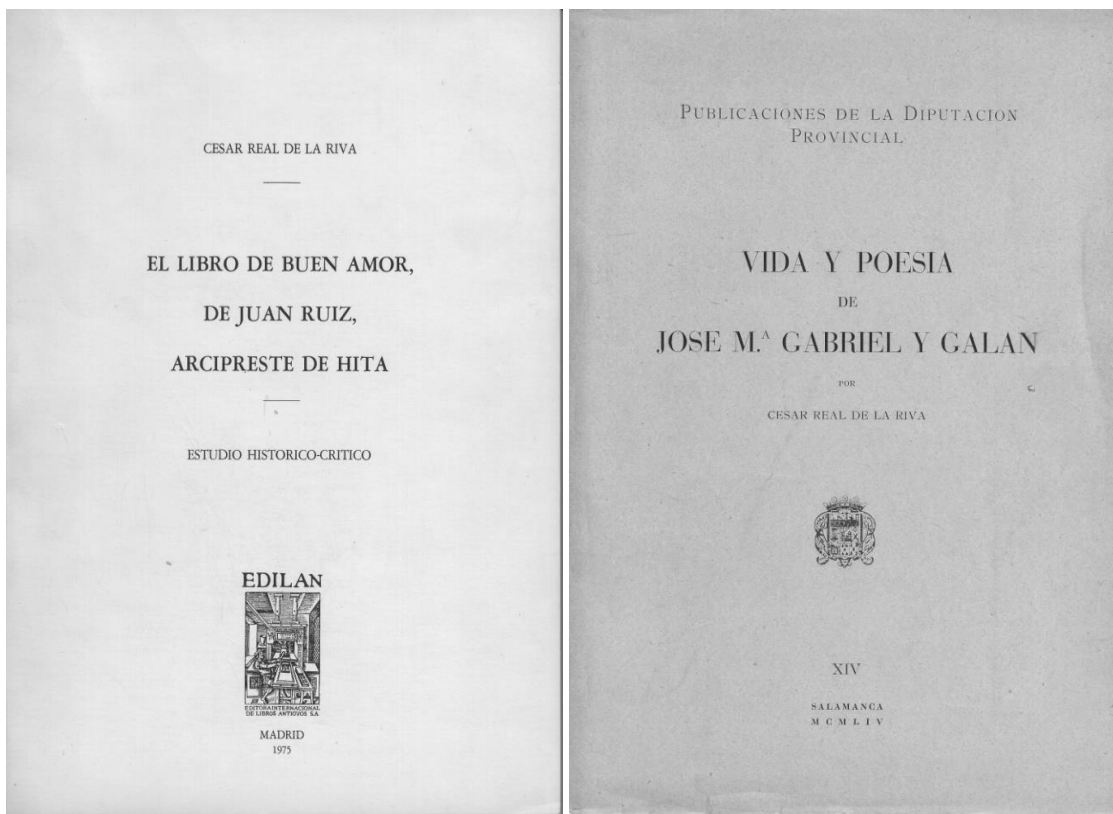 CESAR REAL DE LA RIVA
EL LIBRO DE BUEN AMOR,
DE JUAN RUIZ,
ARCIPRESTE DE HITA
ESTUDIO HISTORICO-CRITICO
EDILAN
EDITORA INTERNACIONAL
DE LIBROS ANTIGVOS S.A.
MADRID
1975
PUBLICACIONES DE LA DIPUTACION
PROVINCIAL
VIDA Y POESIA
DE
JOSE M.ª GABRIEL Y GALAN
POR
CESAR REAL DE LA RIVA
XIV
SALAMANCA
MCMLIV